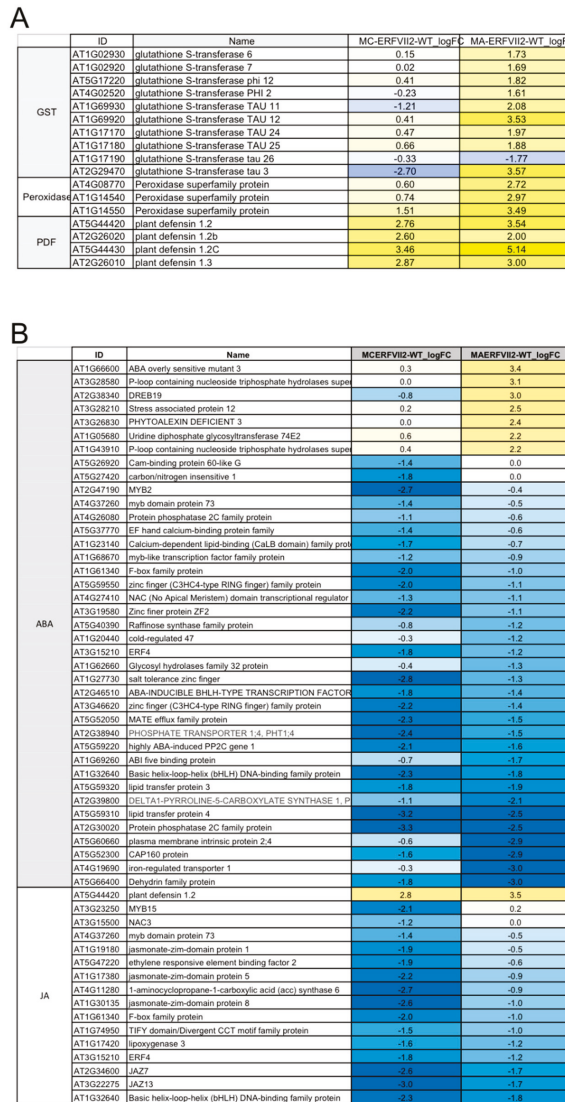 A
ID Name MC-ERFVII2-WT_logFC MA-ERFVII2-WT_logF
GST
AT1G02930 glutathione S-transferase 6 0.15 1.73
AT1G02920 glutathione S-transferase 7 0.02 1.69
AT5G17220 glutathione S-transferase phi 12 0.41 1.82
AT4G02520 glutathione S-transferase PHI 2 -0.23 1.61
AT1G69930 glutathione S-transferase TAU 11 -1.21 2.08
AT1G69920 glutathione S-transferase TAU 12 0.41 3.53
AT1G17170 glutathione S-transferase TAU 24 0.47 1.97
AT1G17180 glutathione S-transferase TAU 25 0.66 1.88
AT1G17190 glutathione S-transferase tau 26 -0.33 -1.77
AT2G29470 glutathione S-transferase tau 3 -2.70 3.57
Peroxidase
AT4G08770 Peroxidase superfamily protein 0.60 2.72
AT1G14540 Peroxidase superfamily protein 0.74 2.97
AT1G14550 Peroxidase superfamily protein 1.51 3.49
PDF
AT5G44420 plant defensin 1.2 2.76 3.54
AT2G26020 plant defensin 1.2b 2.60 2.00
AT5G44430 plant defensin 1.2C 3.46 5.14
AT2G26010 plant defensin 1.3 2.87 3.00
B
ID Name MCERFVII2-WT_logFC MAERFVII2-WT_logFC
ABA
AT1G66600 ABA overly sensitive mutant 3 0.3 3.4
AT3G28580 P-loop containing nucleoside triphosphate hydrolases super 0.0 3.1
AT2G38340 DREB19 -0.8 3.0
AT3G28210 Stress associated protein 12 0.2 2.5
AT3G26830 PHYTOALEXIN DEFICIENT 3 0.0 2.4
AT1G05680 Uridine diphosphate glycosyltransferase 74E2 0.6 2.2
AT1G43910 P-loop containing nucleoside triphosphate hydrolases super 0.4 2.2
AT5G26920 Cam-binding protein 60-like G -1.4 0.0
AT5G27420 carbon/nitrogen insensitive 1 -1.8 0.0
AT2G47190 MYB2 -2.7 -0.4
AT4G37260 myb domain protein 73 -1.4 -0.5
AT4G26080 Protein phosphatase 2C family protein -1.1 -0.6
AT5G37770 EF hand calcium-binding protein family -1.4 -0.6
AT1G23140 Calcium-dependent lipid-binding (CaLB domain) family prot -1.7 -0.7
AT1G68670 myb-like transcription factor family protein -1.2 -0.9
AT1G61340 F-box family protein -2.0 -1.0
AT5G59550 zinc finger (C3HC4-type RING finger) family protein -2.0 -1.1
AT4G27410 NAC (No Apical Meristem) domain transcriptional regulator -1.3 -1.1
AT3G19580 Zinc finer protein ZF2 -2.2 -1.1
AT5G40390 Raffinose synthase family protein -0.8 -1.2
AT1G20440 cold-regulated 47 -0.3 -1.2
AT3G15210 ERF4 -1.8 -1.2
AT1G62660 Glycosyl hydrolases family 32 protein -0.4 -1.3
AT1G27730 salt tolerance zinc finger -2.8 -1.3
AT2G46510 ABA-INDUCIBLE BHLH-TYPE TRANSCRIPTION FACTOR -1.8 -1.4
AT3G46620 zinc finger (C3HC4-type RING finger) family protein -2.2 -1.4
AT5G52050 MATE efflux family protein -2.3 -1.5
AT2G38940 PHOSPHATE TRANSPORTER 1;4, PHT1;4 -2.4 -1.5
AT5G59220 highly ABA-induced PP2C gene 1 -2.1 -1.6
AT1G69260 ABI five binding protein -0.7 -1.7
AT1G32640 Basic helix-loop-helix (bHLH) DNA-binding family protein -2.3 -1.8
AT5G59320 lipid transfer protein 3 -1.8 -1.9
AT2G39800 DELTA1-PYRROLINE-5-CARBOXYLATE SYNTHASE 1, P -1.1 -2.1
AT5G59310 lipid transfer protein 4 -3.2 -2.5
AT2G30020 Protein phosphatase 2C family protein -3.3 -2.5
AT5G60660 plasma membrane intrinsic protein 2;4 -0.6 -2.9
AT5G52300 CAP160 protein -1.6 -2.9
AT4G19690 iron-regulated transporter 1 -0.3 -3.0
AT5G66400 Dehydrin family protein -1.8 -3.0
JA
AT5G44420 plant defensin 1.2 2.8 3.5
AT3G23250 MYB15 -2.1 0.2
AT3G15500 NAC3 -1.2 0.0
AT4G37260 myb domain protein 73 -1.4 -0.5
AT1G19180 jasmonate-zim-domain protein 1 -1.9 -0.5
AT5G47220 ethylene responsive element binding factor 2 -1.9 -0.6
AT1G17380 jasmonate-zim-domain protein 5 -2.2 -0.9
AT4G11280 1-aminocyclopropane-1-carboxylic (acc) synthase 6 -2.7 -0.9
AT1G30135 jasmonate-zim-domain protein 8 -2.6 -1.0
AT1G61340 F-box family protein -2.0 -1.0
AT1G74950 TIFY domain/Divergent CCT motif family protein -1.5 -1.0
AT1G17420 lipoxygenase 3 -1.6 -1.2
AT3G15210 ERF4 -1.8 -1.2
AT2G34600 JAZ7 -2.6 -1.7
AT3G22275 JAZ13 -3.0 -1.7
AT1G32640 Basic helix-loop-helix (bHLH) DNA-binding family protein -2.3 -1.8